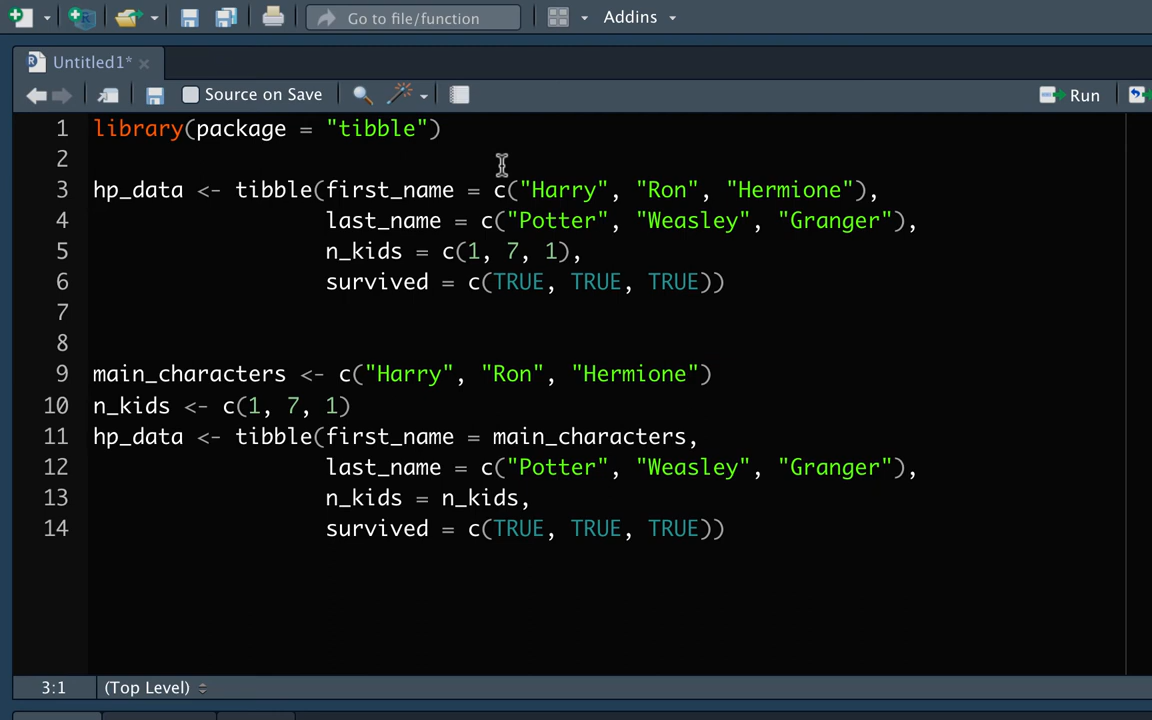 Go to file/function
Addins
Untitled1*
Source on Save
Run
1 library(package = "tibble")
2
3 hp_data <- tibble(first_name = c("Harry", "Ron", "Hermione"),
4 last_name = c("Potter", "Weasley", "Granger"),
5 n_kids = c(1, 7, 1),
6 survived = c(TRUE, TRUE, TRUE))
7
8
9 main_characters <- c("Harry", "Ron", "Hermione")
10 n_kids <- c(1, 7, 1)
11 hp_data <- tibble(first_name = main_characters,
12 last_name = c("Potter", "Weasley", "Granger"),
13 n_kids = n_kids,
14 survived = c(TRUE, TRUE, TRUE))
3:1 (Top Level)